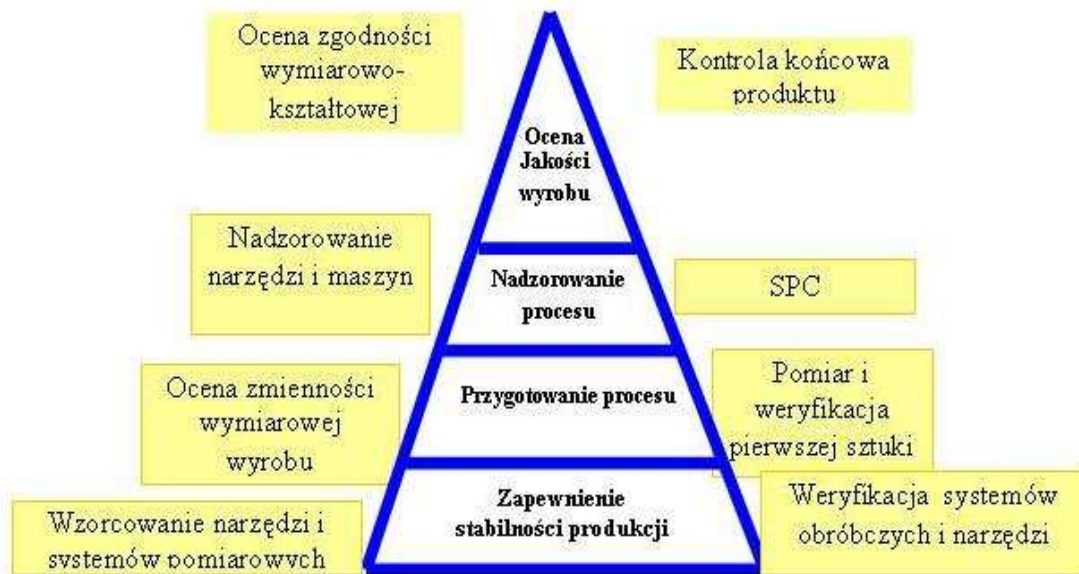 Ocena zgodności
wymiarowo-
kształtowej
Kontrola końcowa
produktu
Ocena
Jakości
wyrobu
Nadzorowanie
narzędzi i maszyn
Nadzorowanie
procesu
SPC
Ocena zmienności
wymiarowej
wyrobu
Przygotowanie procesu
Pomiar i
weryfikacja
pierwszej sztuki
Wzorcowanie narzędzi i
systemów pomiarowych
Zapewnienie
stabilności produkcji
Weryfikacja systemów
obróbczych i narzędzi